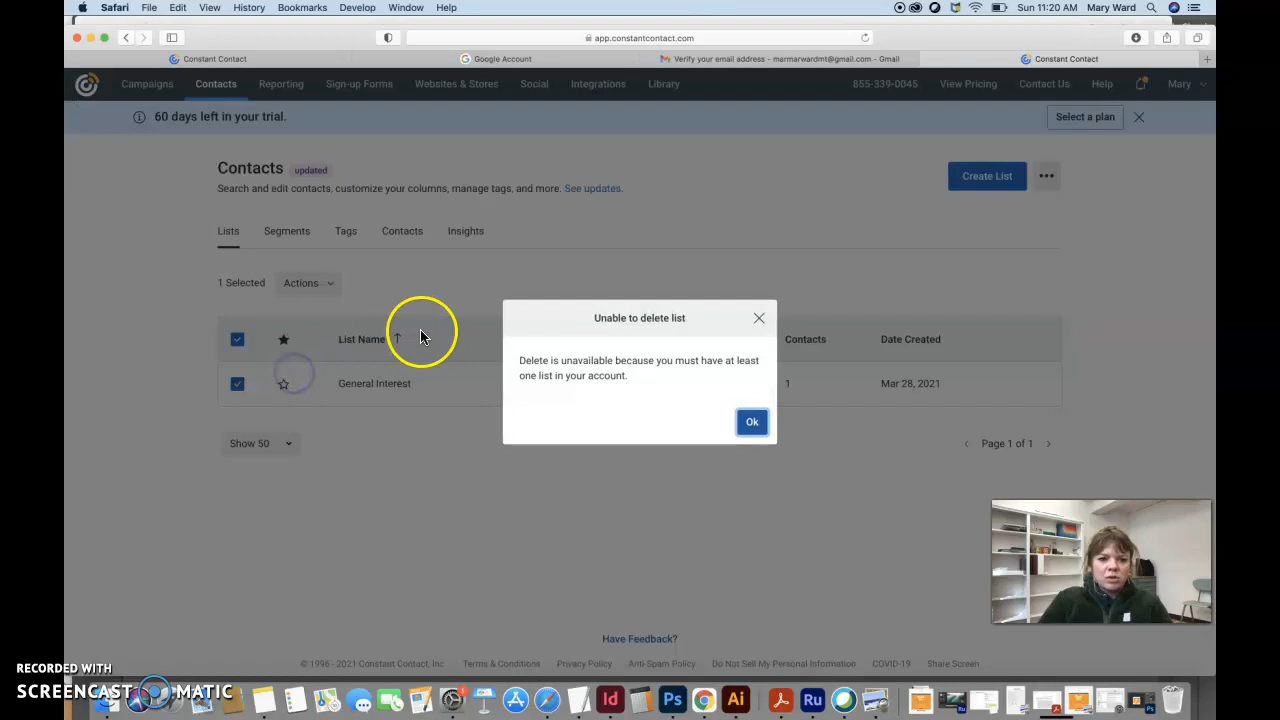 Safari File Edit View History Bookmarks Develop Window Help Sun 11:20 AM Mary Ward
app.constantcontact.com
Constant Contact Google Account Verify your email address - marmarwardmt@gmail.com - Gmail Constant Contact
Campaigns Contacts Reporting Sign-up Forms Websites & Stores Social Integrations Library 855-339-0045 View Pricing Contact Us Help Mary
60 days left in your trial. Select a plan
Contacts updated
Search and edit contacts, customize your columns, manage tags, and more. See updates.
Create List
Lists Segments Tags Contacts Insights
1 Selected Actions
Unable to delete list
List Name ↑ Contacts Date Created
Delete is unavailable because you must have at least
one list in your account.
General Interest 1 Mar 28, 2021
Ok
Show 50 Page 1 of 1
Have Feedback?
© 1996 - 2021 Constant Contact, Inc Terms & Conditions Privacy Policy Anti-Spam Policy Do Not Sell My Personal Information COVID-19 Share Screen
RECORDED WITH
SCREENCAST MATIC
Id Ps Ai Ru